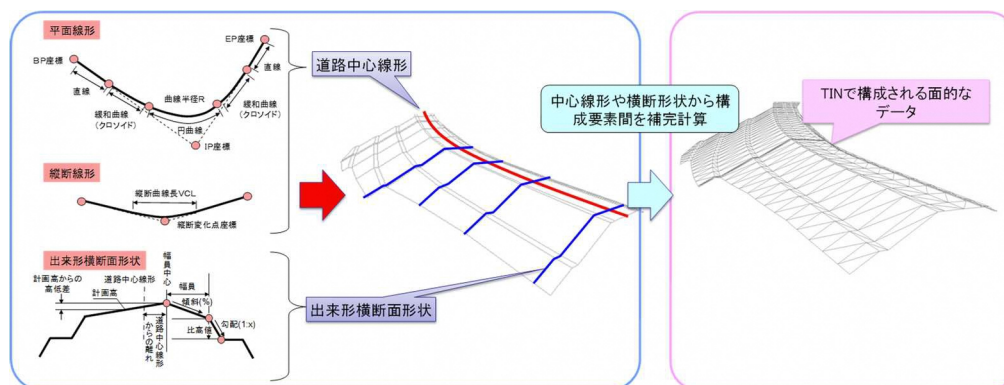 平面線形
BP座標
EP座標
直線
直線
緩和曲線
(クロソイド)
曲線半径R
円曲線
緩和曲線
(クロソイド)
IP座標
縦断線形
縦断曲線長VCL
縦断変化点座標
出来形横断面形状
計画高からの
高低差
道路中心線形
計画高
幅員中心
幅員
傾斜(%)
勾配(1:x)
比高値
道路中心線形
からの離れ
道路中心線形
出来形横断面形状
中心線形や横断形状から構
成要素間を補完計算
TINで構成される面的な
データ